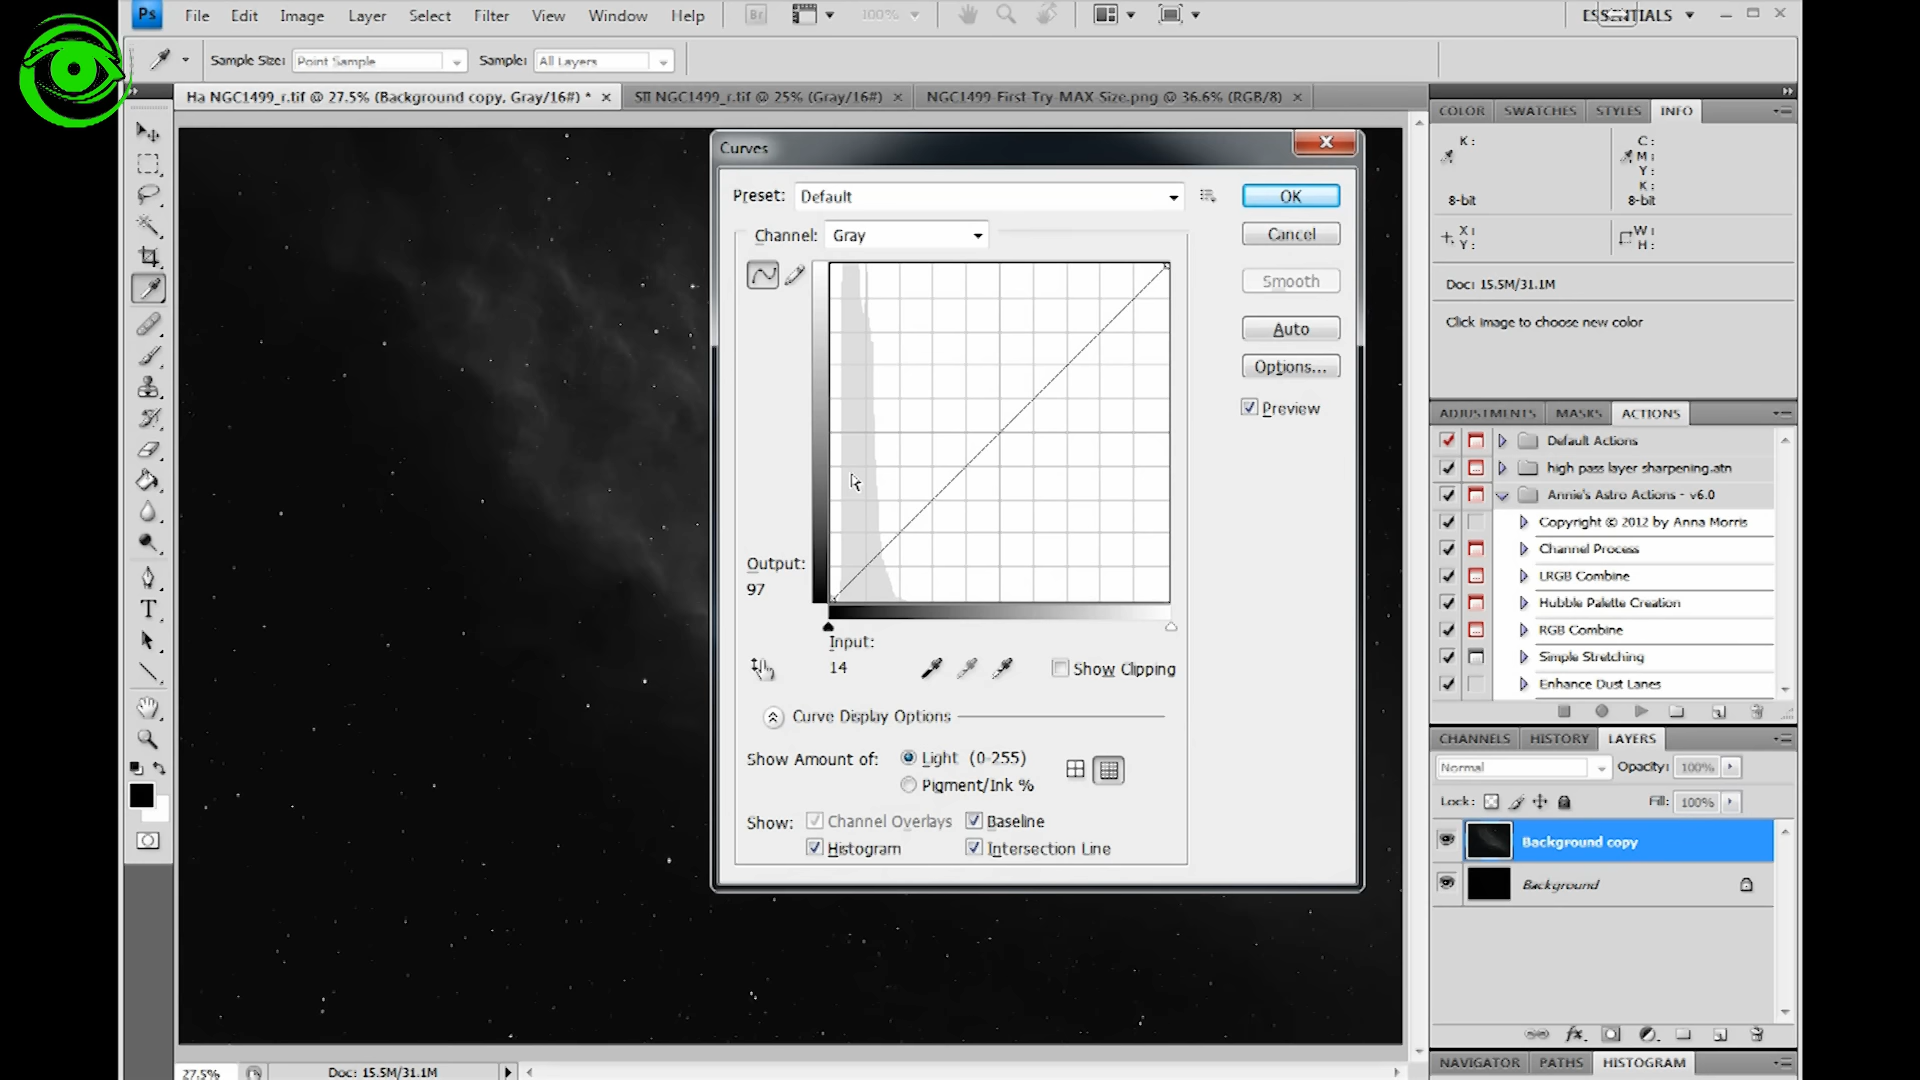 Ps File Edit Image Layer Select Filter View Window Help Br 100% ESSENTIALS
Sample Size: Point Sample Sample: All Layers
Ha NGC1499_r.tif @ 27.5% (Background copy, Gray/16#) * SII NGC1499_r.tif @ 25% (Gray/16#) NGC1499-First-Try-MAX-Size.png @ 36.6% (RGB/8)
Curves
Preset: Default
OK
Channel: Gray
Cancel
Smooth
Auto
Options...
Preview
Output:
97
Input:
14
Show Clipping
Curve Display Options
Show Amount of: Light (0-255)
Pigment/Ink %
Show: Channel Overlays Baseline
Histogram Intersection Line
COLOR SWATCHES STYLES INFO
K: C:
M:
Y:
K:
8-bit 8-bit
X: W:
Y: H:
Doc: 15.5M/31.1M
Click image to choose new color
ADJUSTMENTS MASKS ACTIONS
Default Actions
high pass layer sharpening.atn
Annie's Astro Actions - v6.0
Copyright © 2012 by Anna Morris
Channel Process
LRGB Combine
Hubble Palette Creation
RGB Combine
Simple Stretching
Enhance Dust Lanes
CHANNELS HISTORY LAYERS
Normal Opacity: 100%
Lock: Fill: 100%
Background copy
Background
NAVIGATOR PATHS HISTOGRAM
27.5% Doc: 15.5M/31.1M